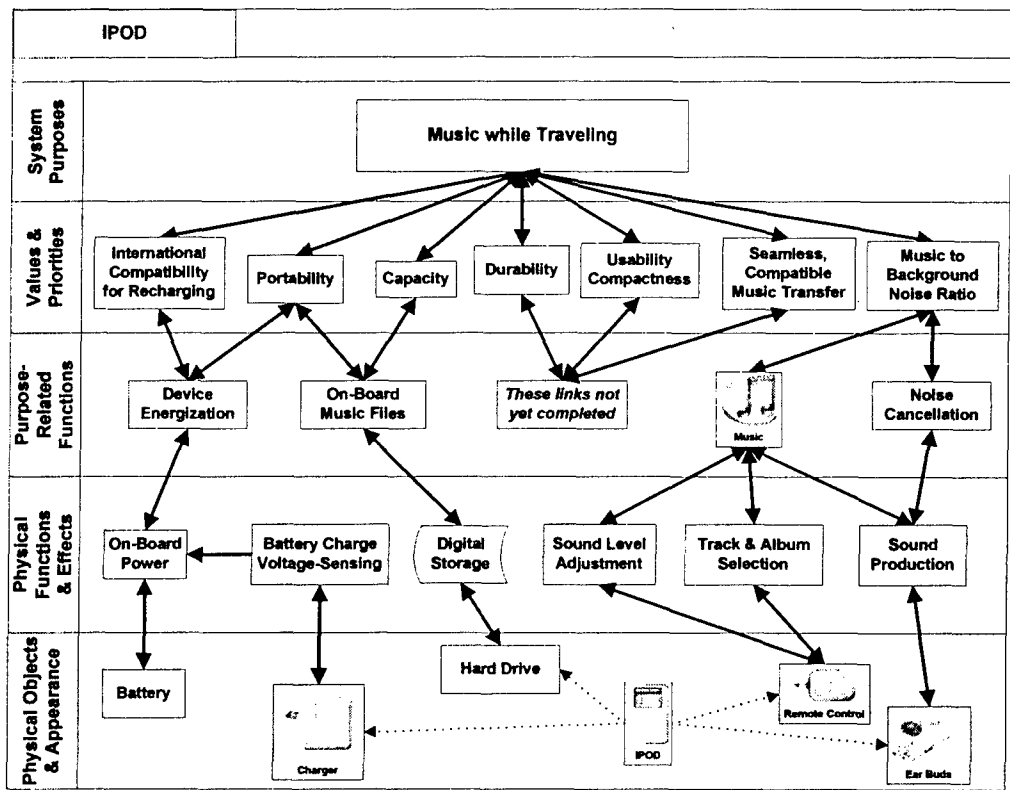 IPOD
System
Purposes
Music while Traveling
Values &
Priorities
International
Compatibility
for Recharging
Portability
Capacity
Durability
Usability
Compactness
Seamless,
Compatible
Music Transfer
Music to
Background
Noise Ratio
Purpose-
Related
Functions
Device
Energization
On-Board
Music Files
These links not
yet completed
Music
Noise
Cancellation
Physical
Functions
& Effects
On-Board
Power
Battery Charge
Voltage-Sensing
Digital
Storage
Sound Level
Adjustment
Track & Album
Selection
Sound
Production
Physical Objects
& Appearance
Battery
Charger
Hard Drive
IPOD
Remote Control
Ear Buds